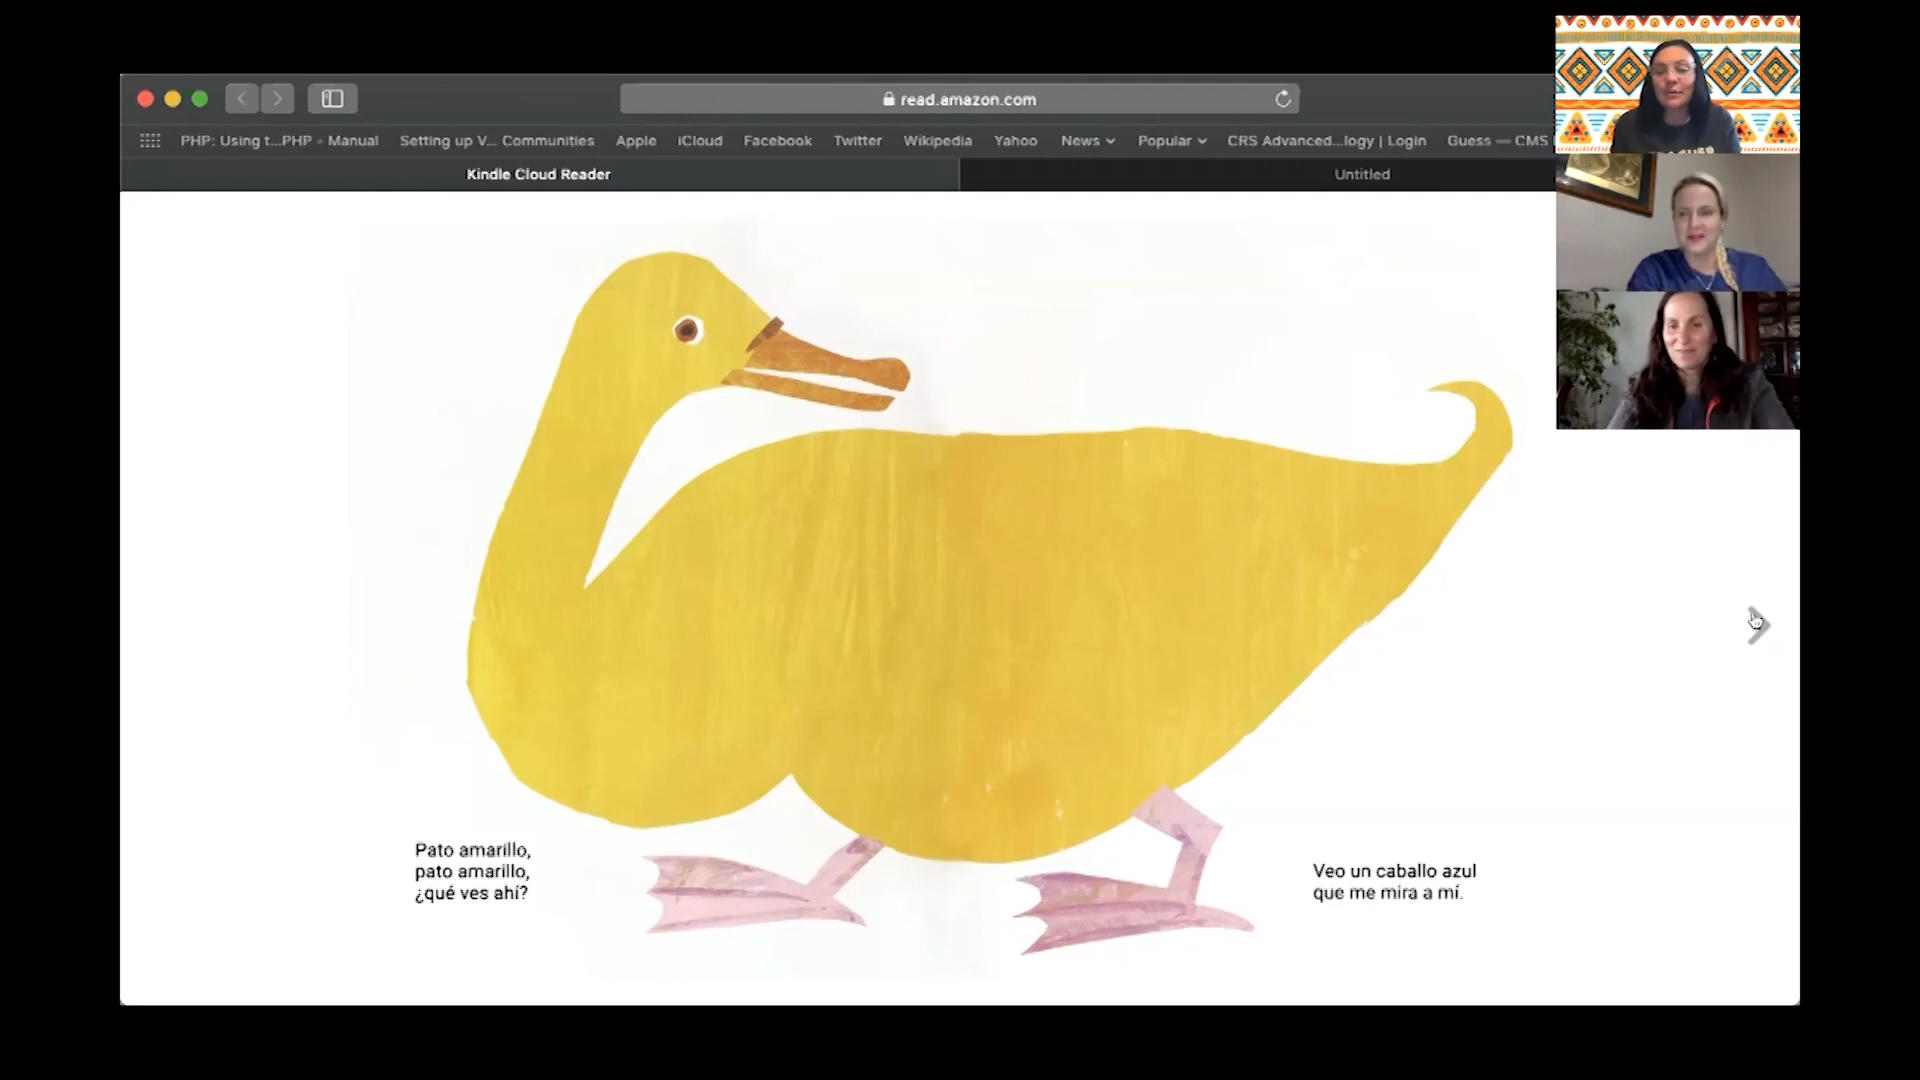 read.amazon.com
PHP: Using t...PHP - Manual Setting up V... Communities Apple iCloud Facebook Twitter Wikipedia Yahoo News Popular CRS Advanced...logy | Login Guess — CMS
Kindle Cloud Reader Untitled
Pato amarillo,
pato amarillo,
¿qué ves ahí?
Veo un caballo azul
que me mira a mí.